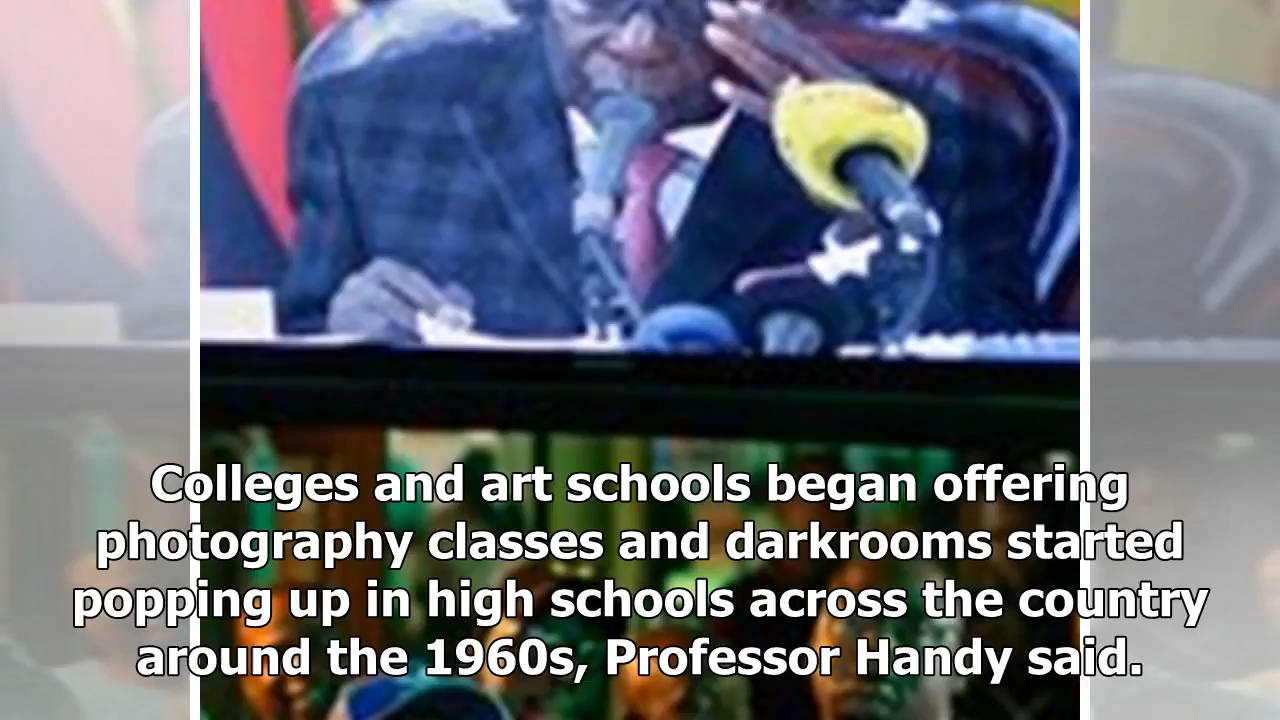 Colleges and art schools began offering
photography classes and darkrooms started
popping up in high schools across the country
around the 1960s, Professor Handy said.